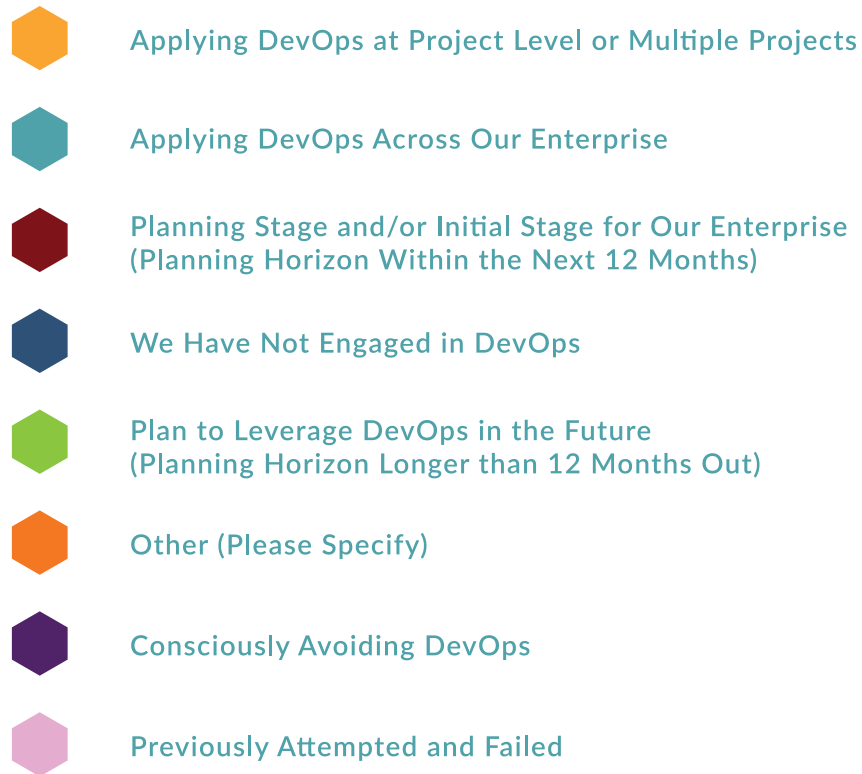 Applying DevOps at Project Level or Multiple Projects
Applying DevOps Across Our Enterprise
Planning Stage and/or Initial Stage for Our Enterprise
(Planning Horizon Within the Next 12 Months)
We Have Not Engaged in DevOps
Plan to Leverage DevOps in the Future
(Planning Horizon Longer than 12 Months Out)
Other (Please Specify)
Consciously Avoiding DevOps
Previously Attempted and Failed